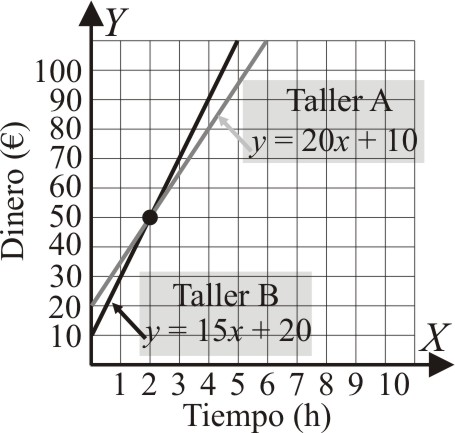 Y
Dinero (€)
100
90
80
70
60
50
40
30
20
10
Taller A
y = 20x + 10
Taller B
y = 15x + 20
X
1 2 3 4 5 6 7 8 9 10
Tiempo (h)